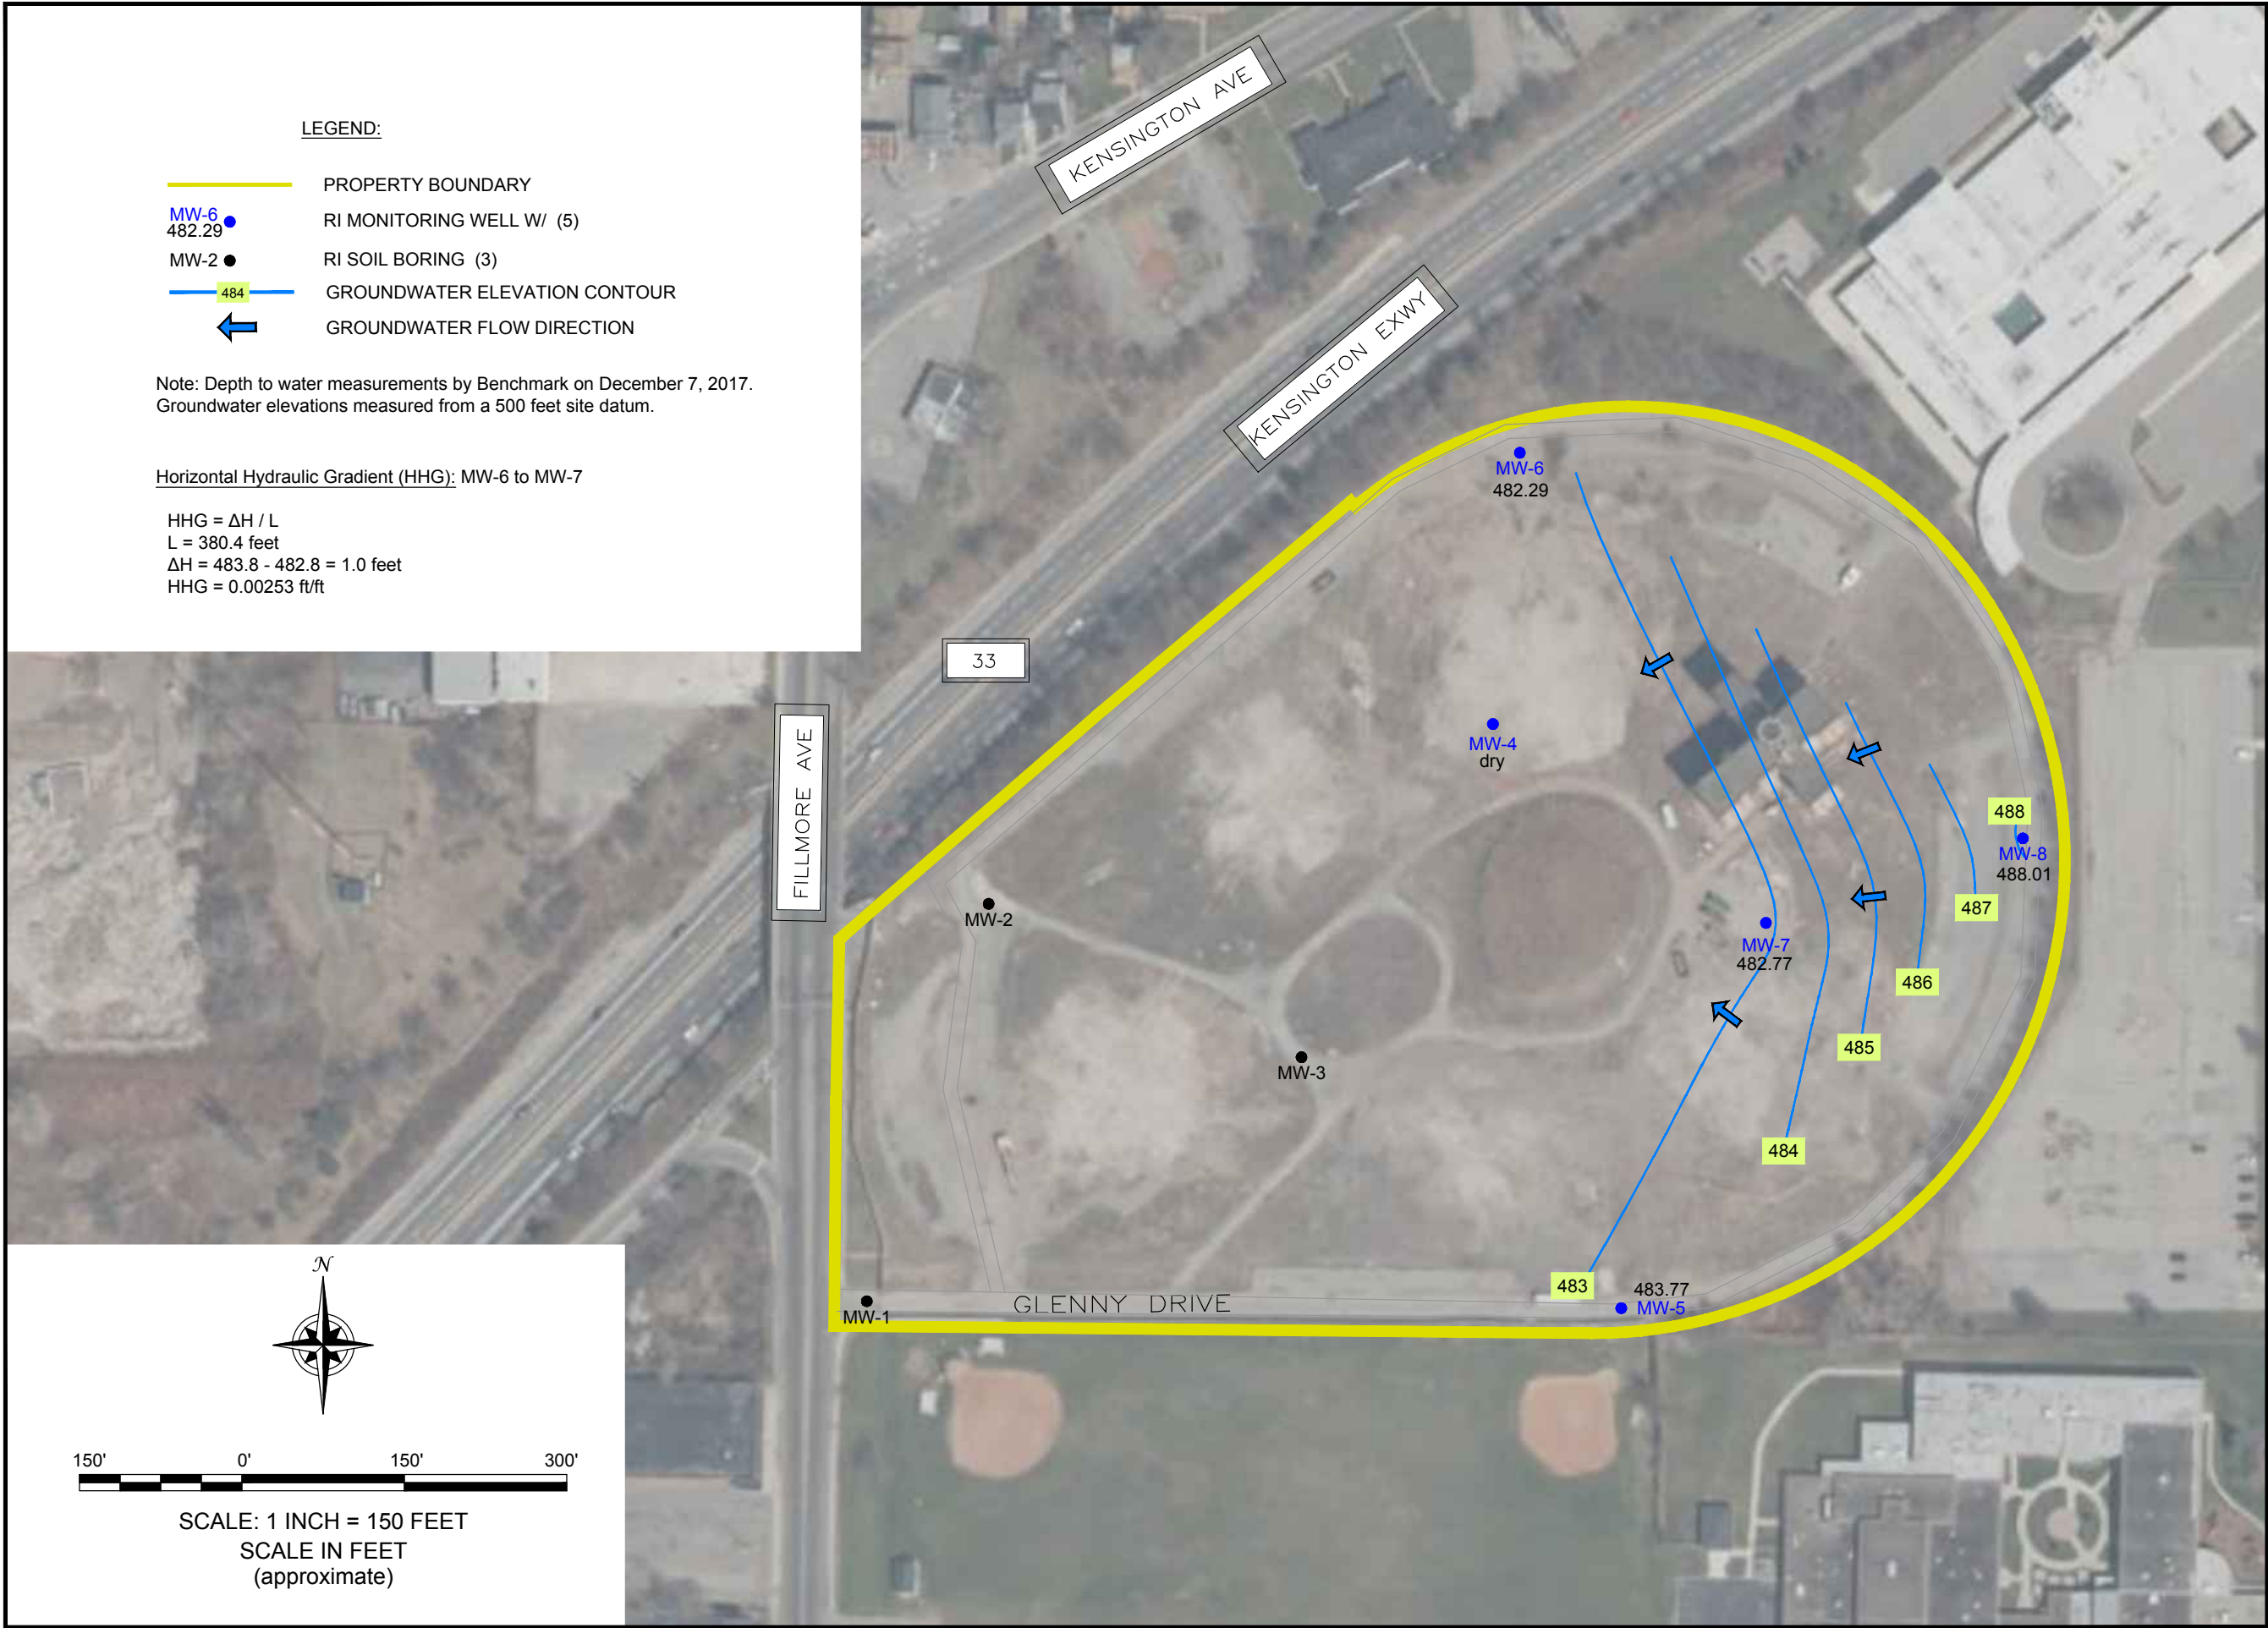 LEGEND:
PROPERTY BOUNDARY
MW-6
482.29
RI MONITORING WELL W/ (5)
MW-2
RI SOIL BORING (3)
484
GROUNDWATER ELEVATION CONTOUR
GROUNDWATER FLOW DIRECTION
Note: Depth to water measurements by Benchmark on December 7, 2017.
Groundwater elevations measured from a 500 feet site datum.
Horizontal Hydraulic Gradient (HHG): MW-6 to MW-7
HHG = ΔH / L
L = 380.4 feet
ΔH = 483.8 - 482.8 = 1.0 feet
HHG = 0.00253 ft/ft
KENSINGTON AVE
KENSINGTON EXWY
33
FILLMORE AVE
MW-6
482.29
MW-4
dry
488
MW-8
488.01
487
MW-2
MW-7
482.77
486
485
MW-3
484
483
483.77
MW-5
MW-1
GLENNY DRIVE
N
150' 0' 150' 300'
SCALE: 1 INCH = 150 FEET
SCALE IN FEET
(approximate)